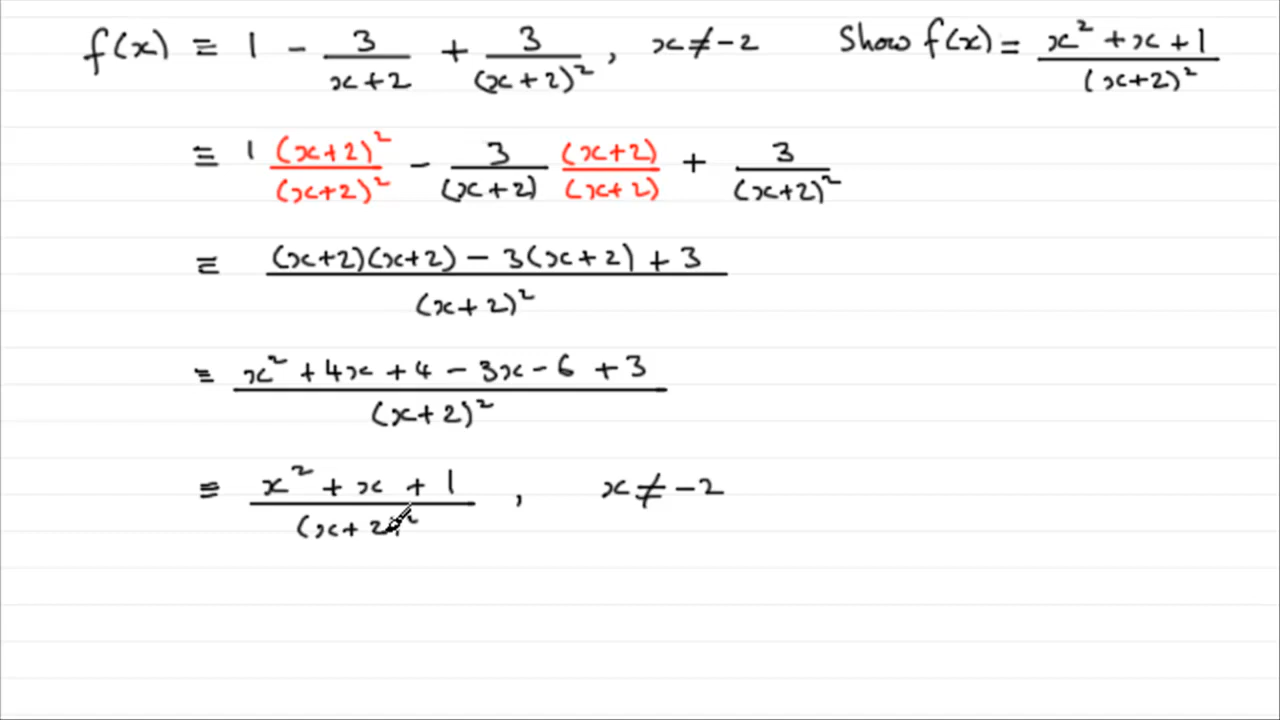 f(x) ≡ 1 - 3/(x+2) + 3/(x+2)², x ≠ -2 Show f(x) = (x² + x + 1)/(x+2)²
≡ 1 (x+2)²/(x+2)² - 3/(x+2) (x+2)/(x+2) + 3/(x+2)²
≡ ((x+2)(x+2) - 3(x+2) + 3)/(x+2)²
≡ (x² + 4x + 4 - 3x - 6 + 3)/(x+2)²
≡ (x² + x + 1)/(x+2)², x ≠ -2